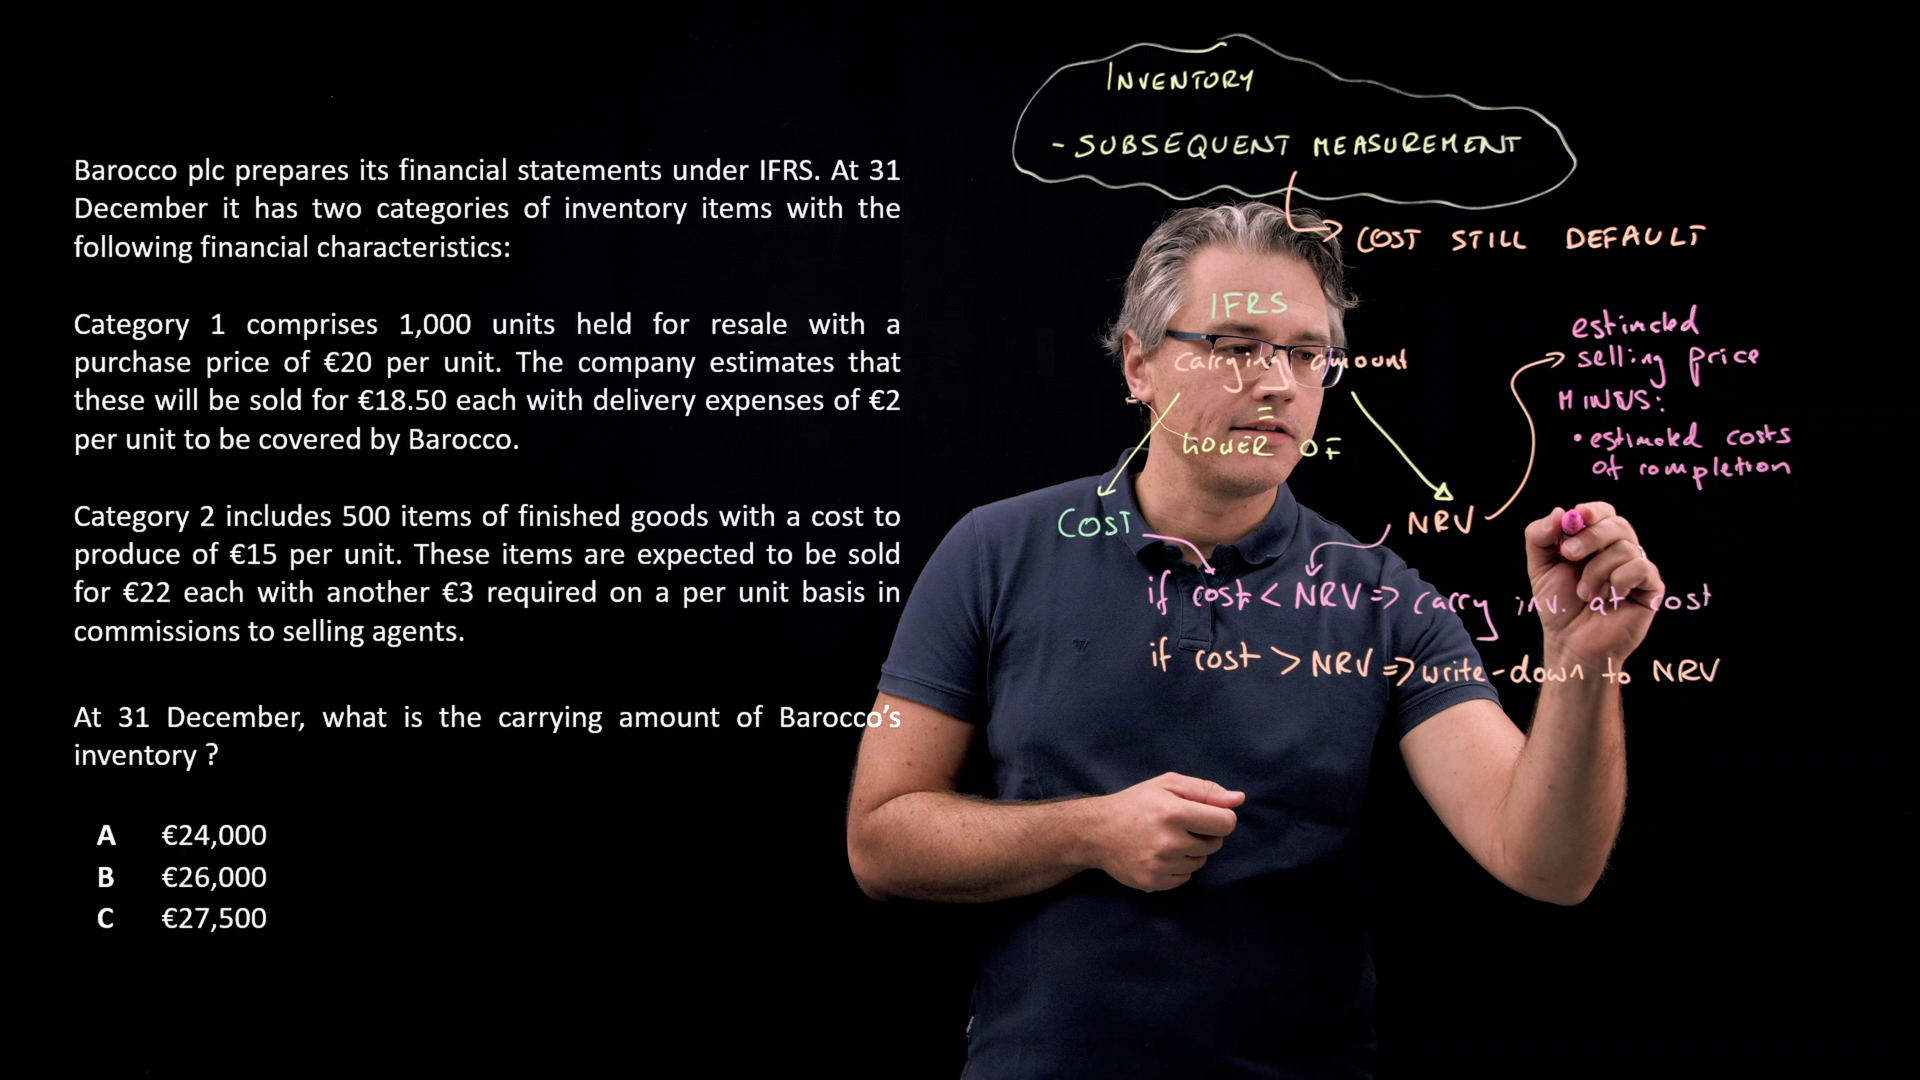 Barocco plc prepares its financial statements under IFRS. At 31
December it has two categories of inventory items with the
following financial characteristics:
Category 1 comprises 1,000 units held for resale with a
purchase price of €20 per unit. The company estimates that
these will be sold for €18.50 each with delivery expenses of €2
per unit to be covered by Barocco.
Category 2 includes 500 items of finished goods with a cost to
produce of €15 per unit. These items are expected to be sold
for €22 each with another €3 required on a per unit basis in
commissions to selling agents.
At 31 December, what is the carrying amount of Barocco's
inventory ?
A €24,000
B €26,000
C €27,500
INVENTORY
- SUBSEQUENT MEASUREMENT
COST STILL DEFAULT
IFRS
carrying amount
=
LOWER OF
COST
NRV
estimated
selling price
MINUS:
• estimated costs
of completion
if cost < NRV => carry inv. at cost
if cost > NRV => write-down to NRV